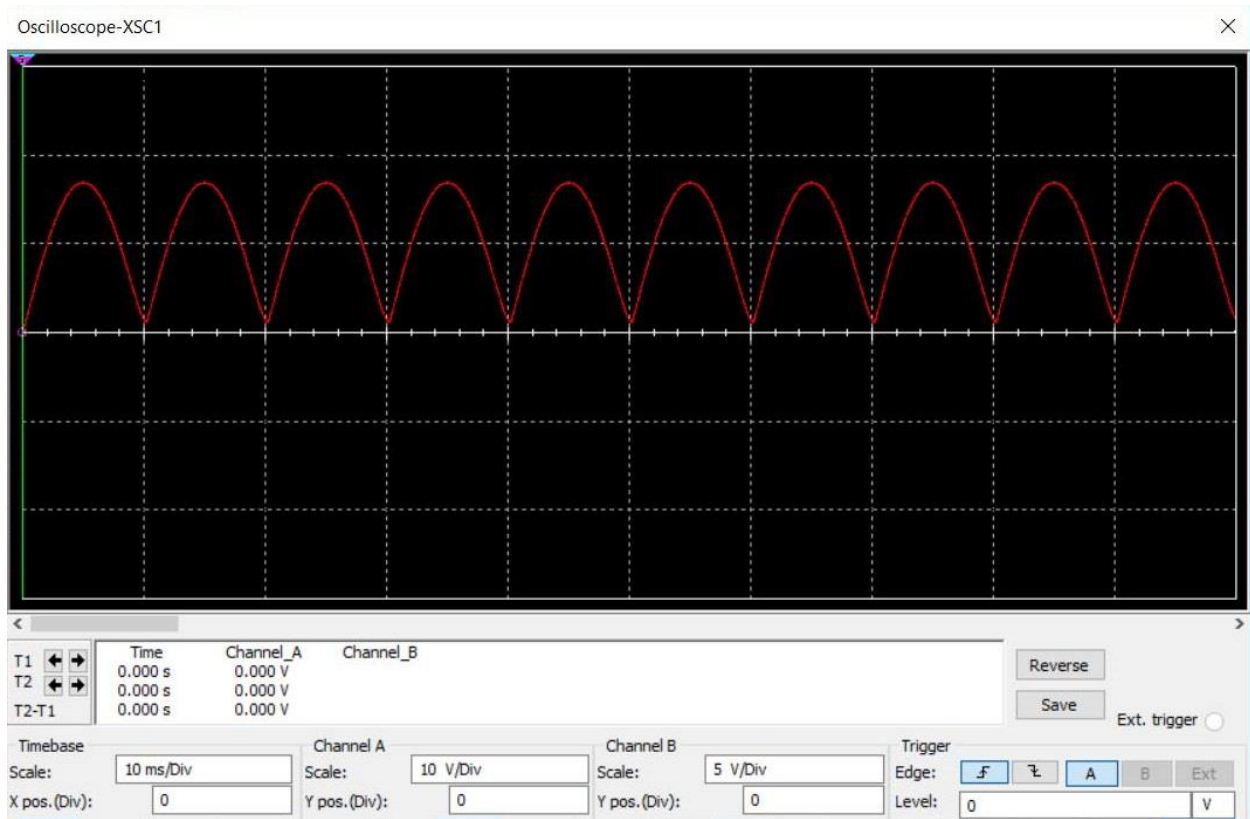 Oscilloscope-XSC1
Time Channel_A Channel_B
T1 0.000 s 0.000 V
T2 0.000 s 0.000 V
T2-T1 0.000 s 0.000 V
Reverse
Save
Ext. trigger
Timebase Channel A Channel B Trigger
Scale: 10 ms/Div Scale: 10 V/Div Scale: 5 V/Div Edge: A B Ext
X pos.(Div): 0 Y pos.(Div): 0 Y pos.(Div): 0 Level: 0 V